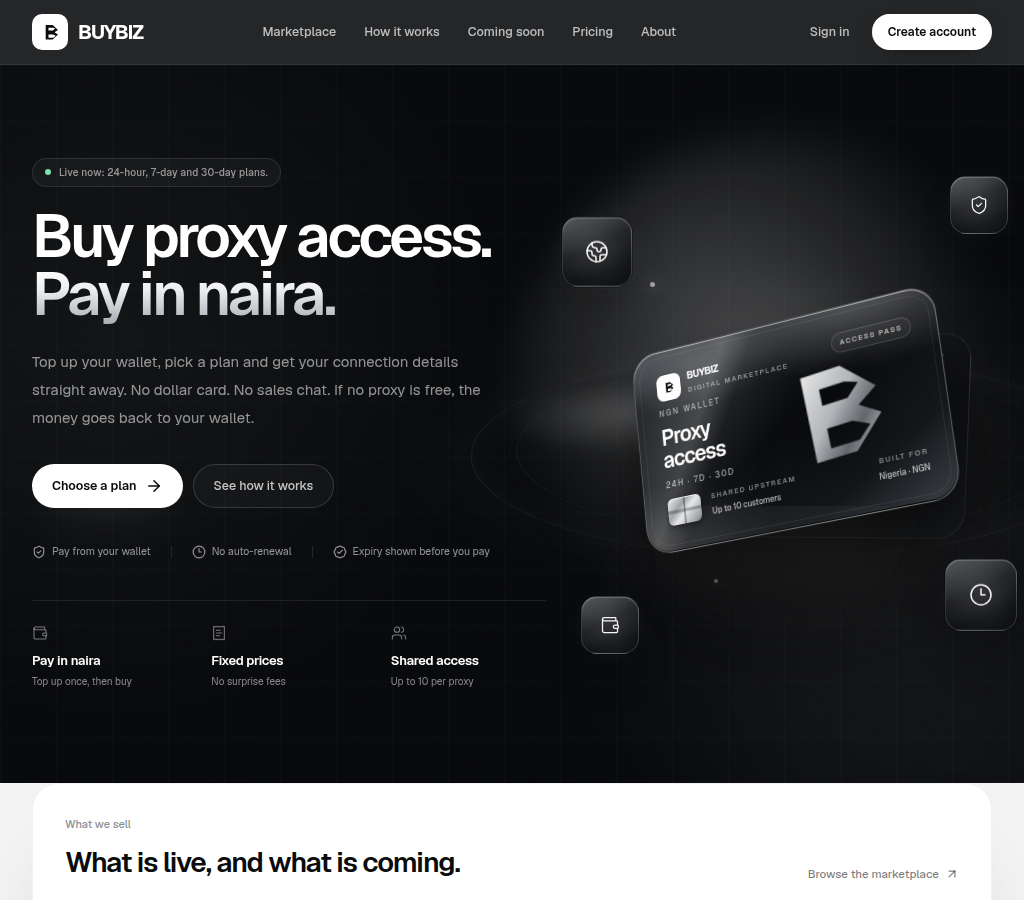 BUYBIZ
Marketplace
How it works
Coming soon
Pricing
About
Sign in
Create account
Live now: 24-hour, 7-day and 30-day plans.
Buy proxy access.
Pay in naira.
Top up your wallet, pick a plan and get your connection details
straight away. No dollar card. No sales chat. If no proxy is free, the
money goes back to your wallet.
Choose a plan
See how it works
Pay from your wallet
No auto-renewal
Expiry shown before you pay
Pay in naira
Top up once, then buy
Fixed prices
No surprise fees
Shared access
Up to 10 per proxy
ACCESS PASS
BUYBIZ
DIGITAL MARKETPLACE
NGN WALLET
Proxy
access
24H · 7D · 30D
SHARED UPSTREAM
Up to 10 customers
BUILT FOR
Nigeria · NGN
What we sell
What is live, and what is coming.
Browse the marketplace